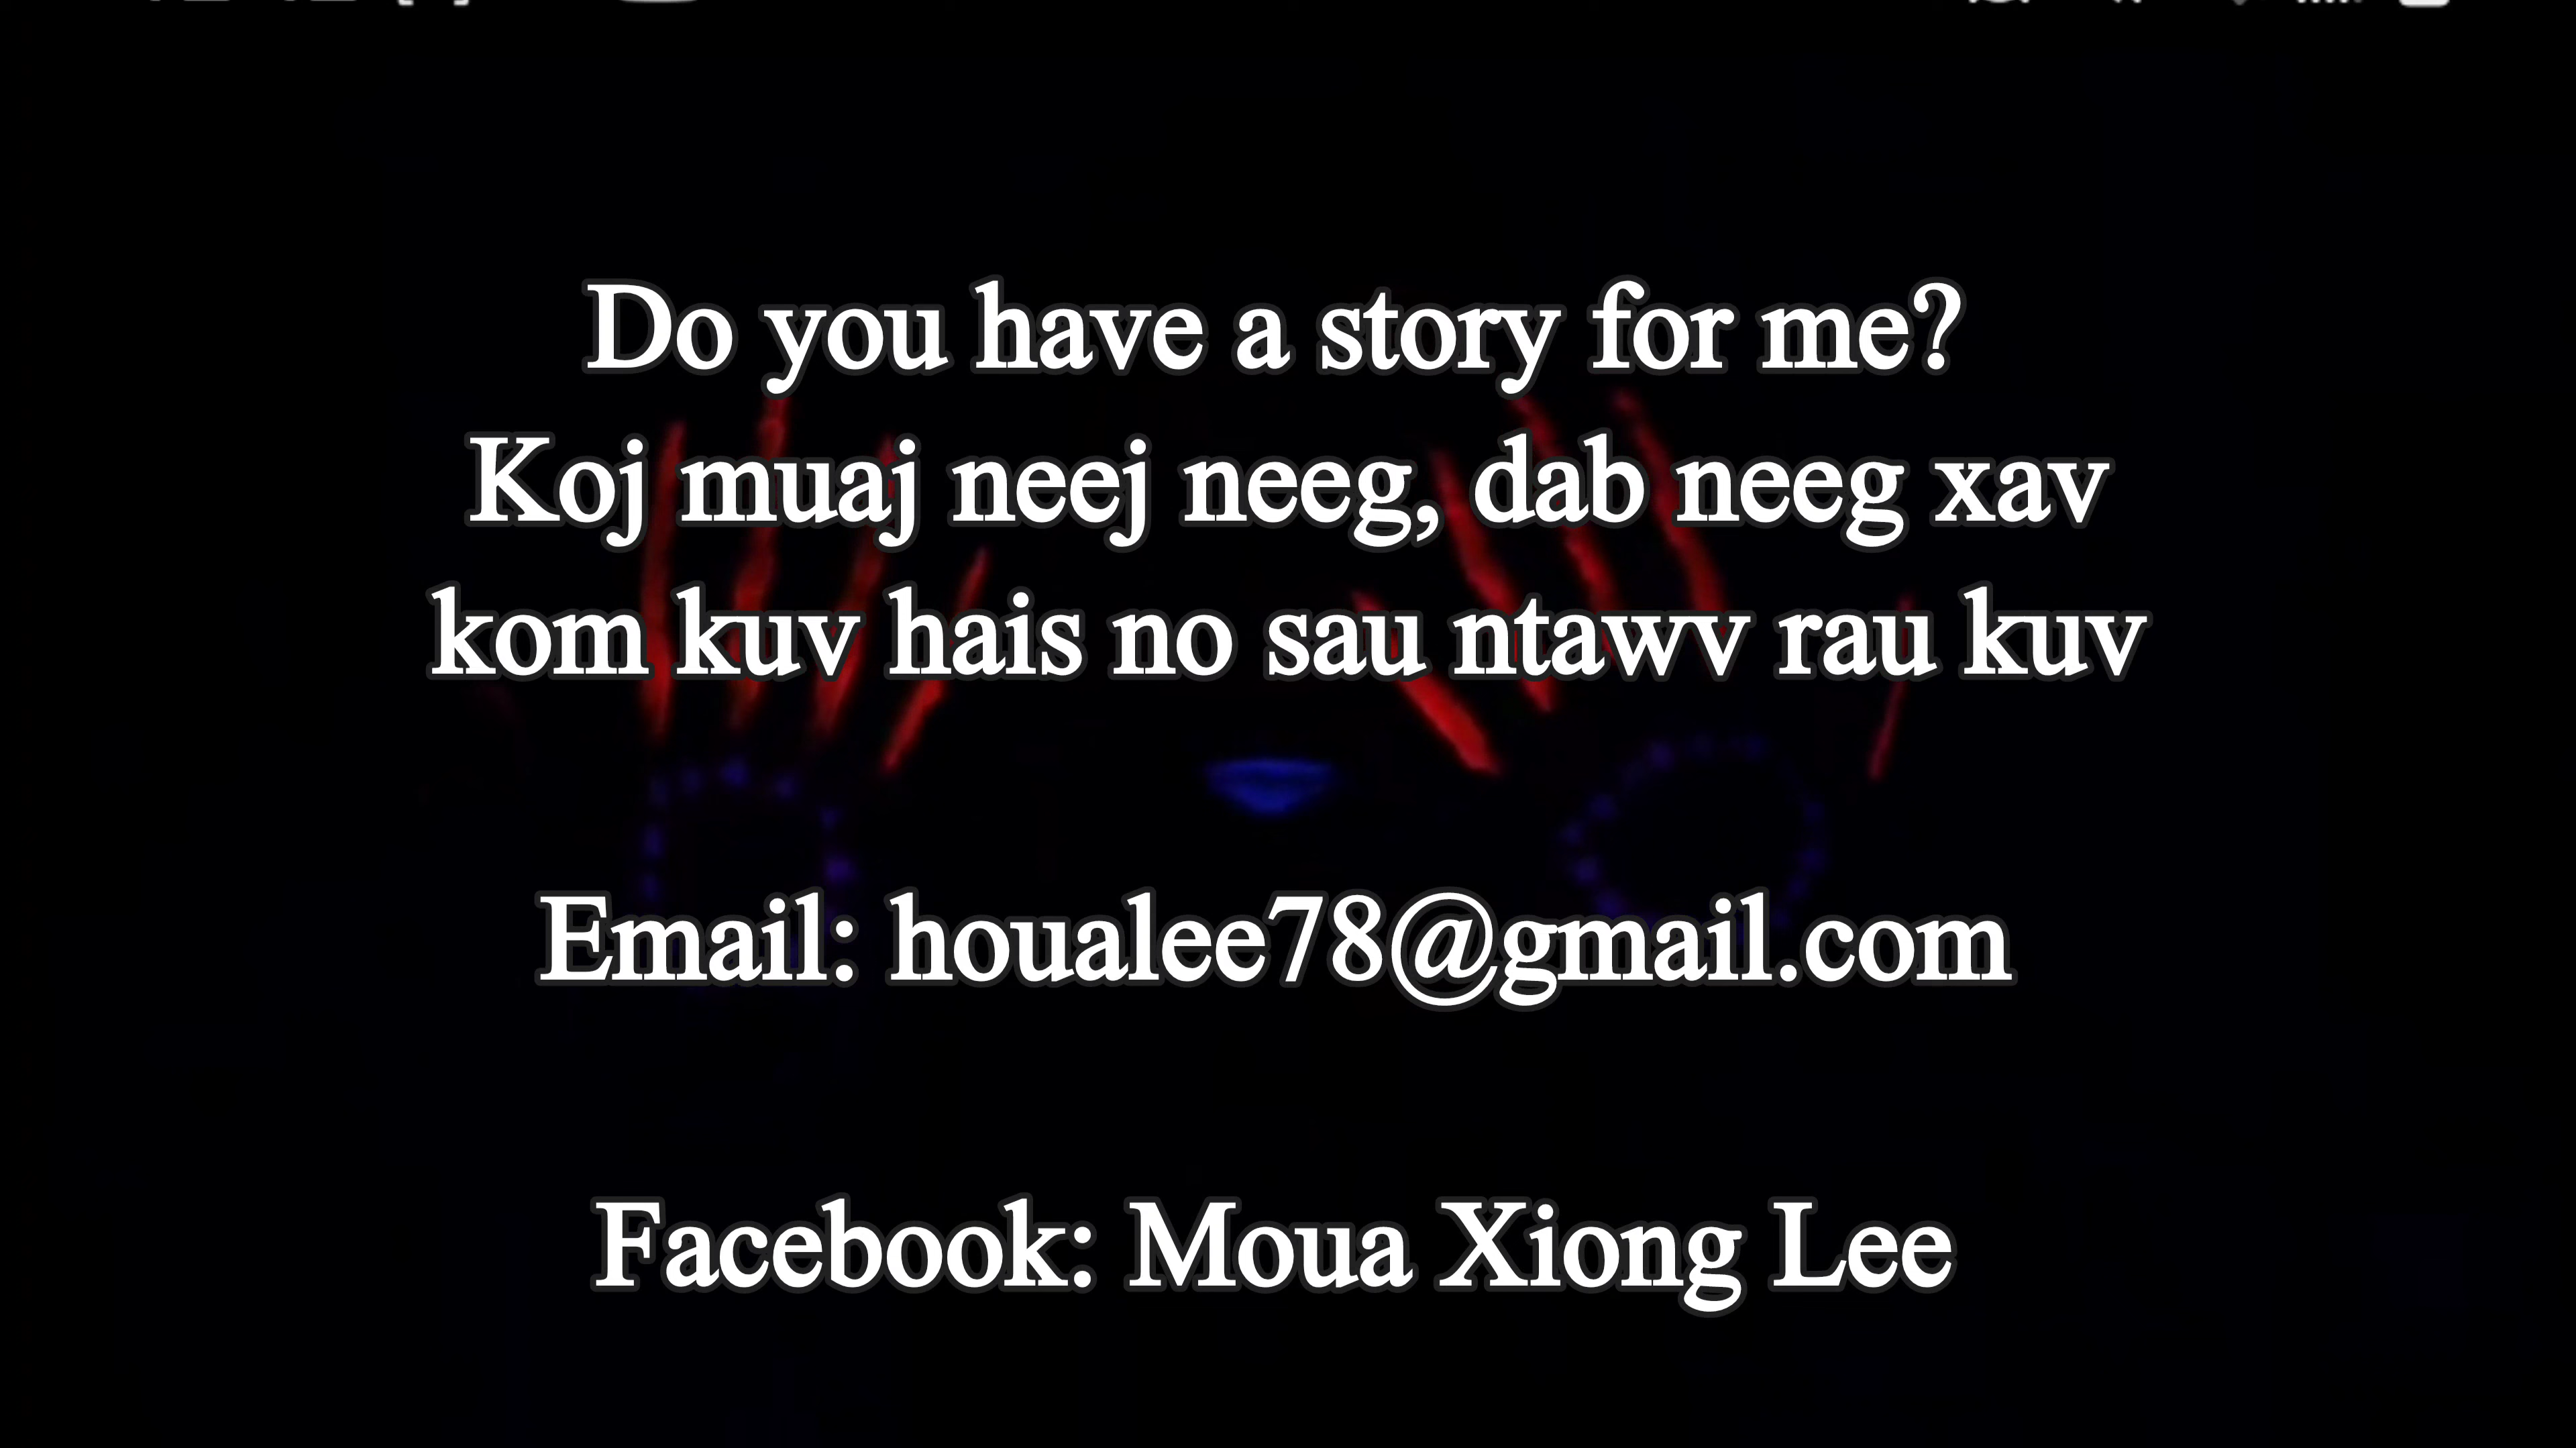 Do you have a story for me?
Koj muaj neej neeg, dab neeg xav
kom kuv hais no sau ntawv rau kuv
Email: houalee78@gmail.com
Facebook: Moua Xiong Lee